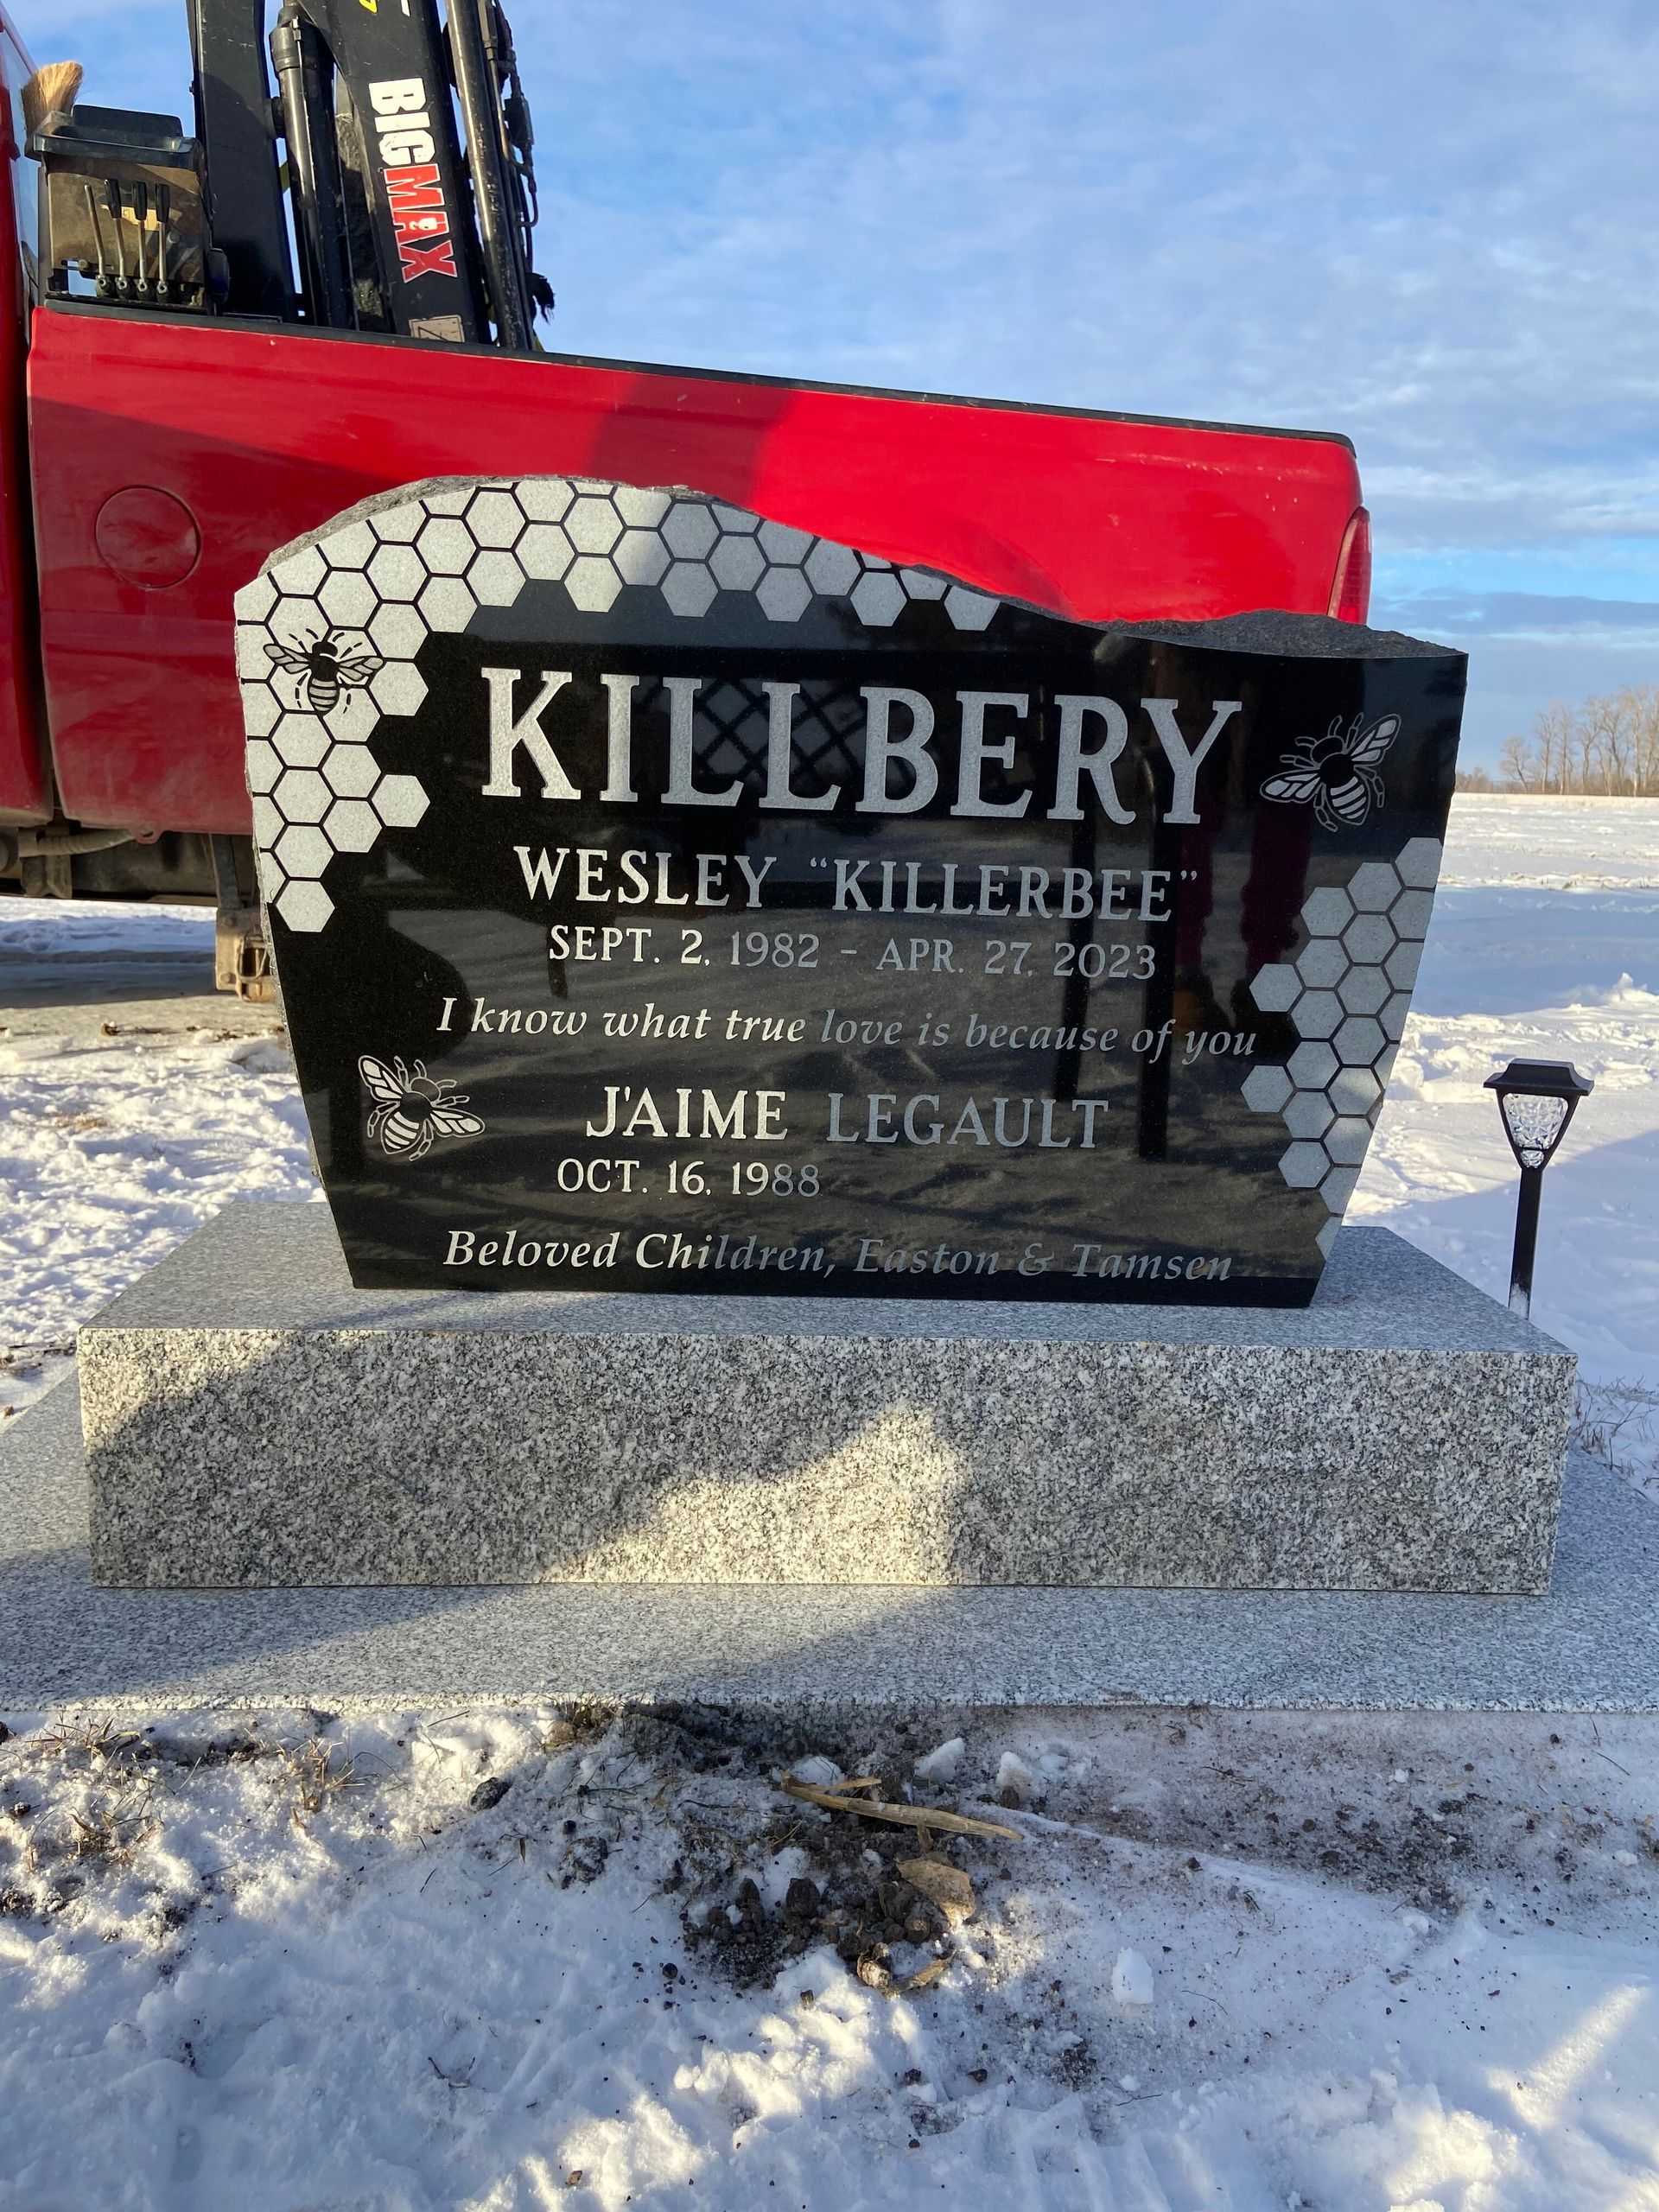 BIGMAX
KILLBERY
WESLEY “KILLERBEE”
SEPT. 2, 1982 - APR. 27, 2023
I know what true love is because of you
J'AIME LEGAULT
OCT. 16, 1988
Beloved Children, Easton & Tamsen